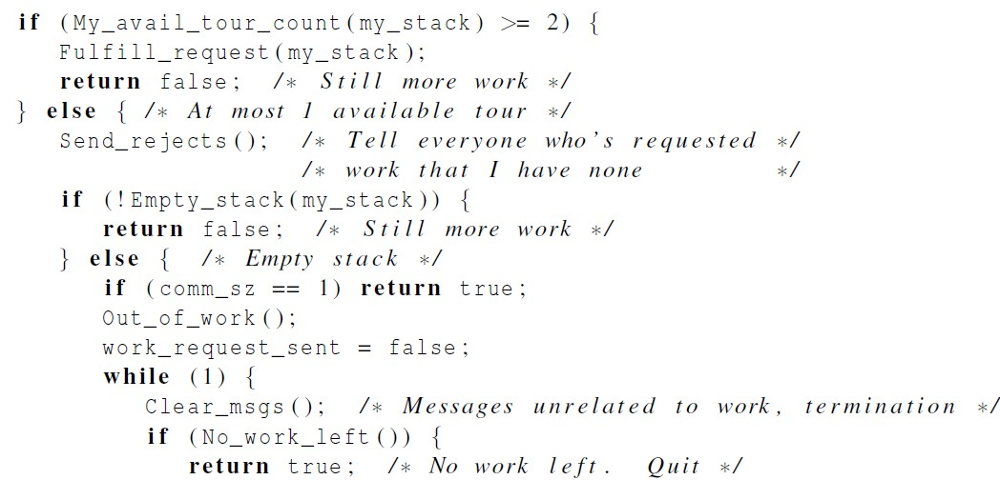 if (My_avail_tour_count(my_stack) >= 2) {
Fulfill_request(my_stack);
return false; /* Still more work */
} else { /* At most 1 available tour */
Send_rejects(); /* Tell everyone who's requested */
/* work that I have none */
if (!Empty_stack(my_stack)) {
return false; /* Still more work */
} else { /* Empty stack */
if (comm_sz == 1) return true;
Out_of_work();
work_request_sent = false;
while (1) {
Clear_msgs(); /* Messages unrelated to work, termination */
if (No_work_left()) {
return true; /* No work left. Quit */